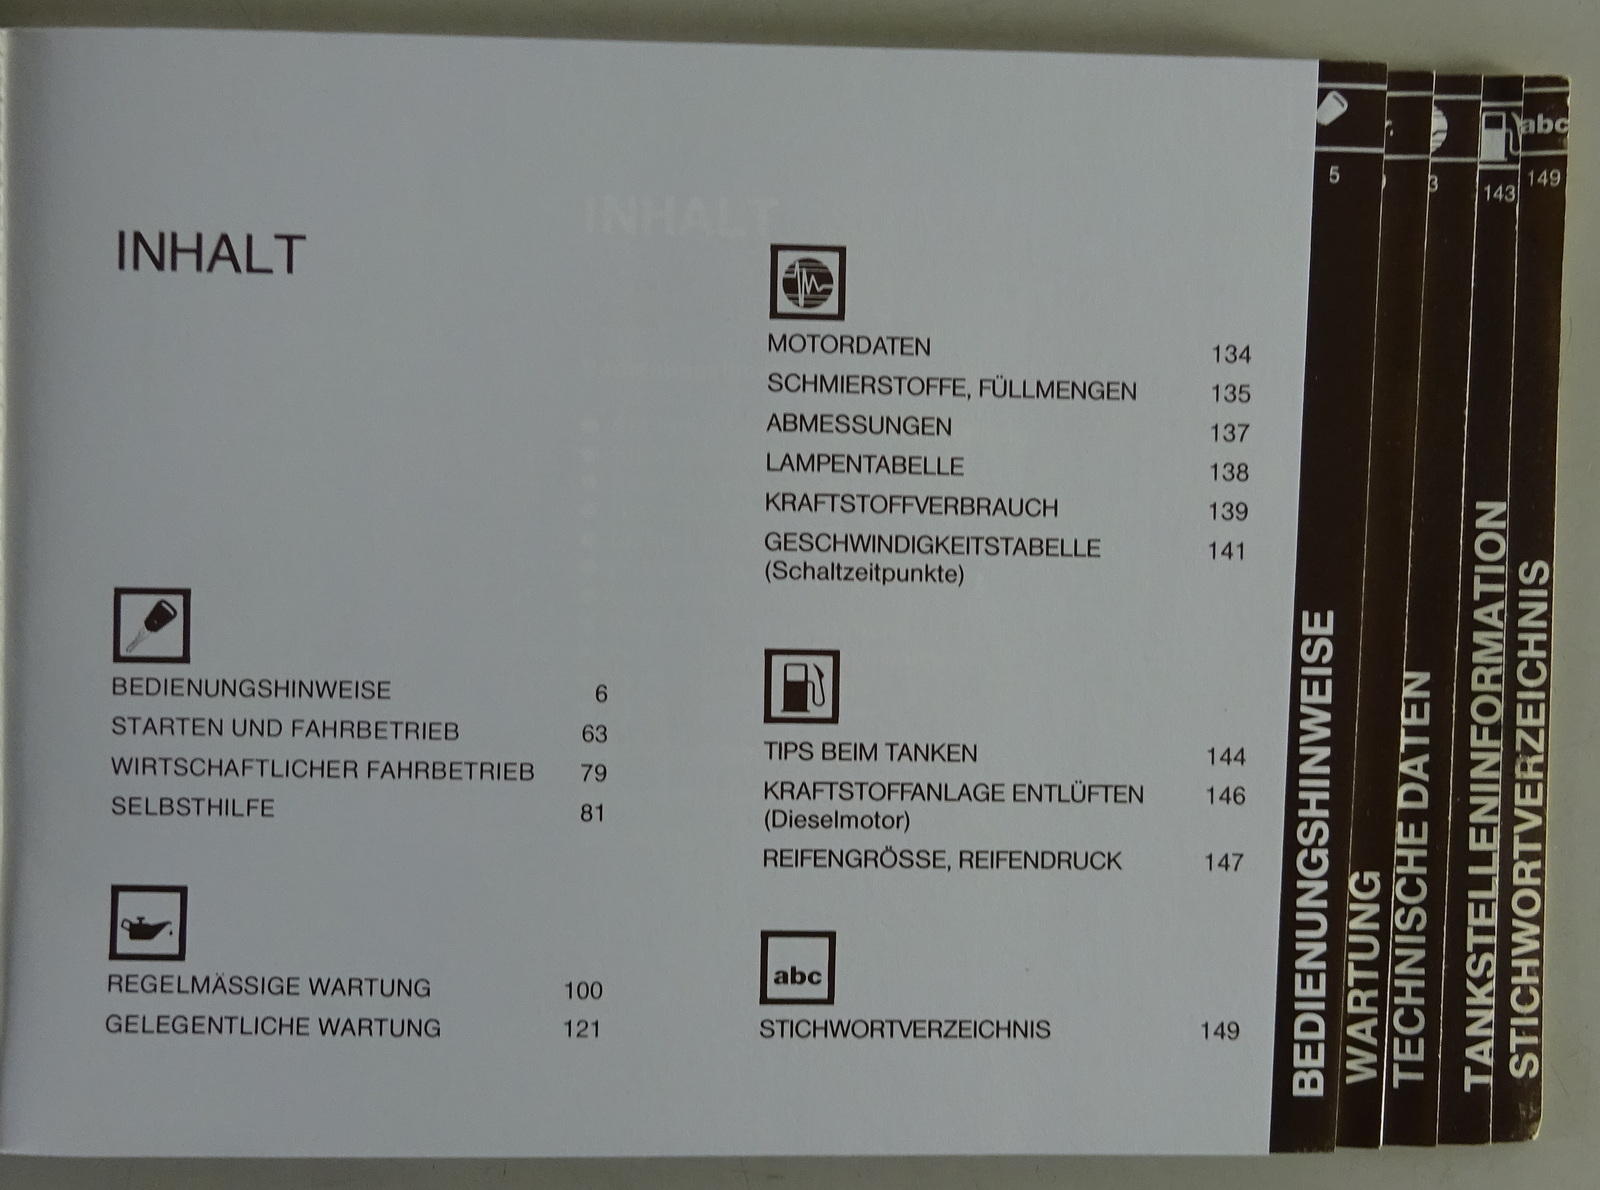 INHALT
BEDIENUNGSHINWEISE 6
STARTEN UND FAHRBETRIEB 63
WIRTSCHAFTLICHER FAHRBETRIEB 79
SELBSTHILFE 81
REGELMÄSSIGE WARTUNG 100
GELEGENTLICHE WARTUNG 121
MOTORDATEN 134
SCHMIERSTOFFE, FÜLLMENGEN 135
ABMESSUNGEN 137
LAMPENTABELLE 138
KRAFTSTOFFVERBRAUCH 139
GESCHWINDIGKEITSTABELLE 141
(Schaltzeitpunkte)
TIPS BEIM TANKEN 144
KRAFTSTOFFANLAGE ENTLÜFTEN 146
(Dieselmotor)
REIFENGRÖSSE, REIFENDRUCK 147
abc
STICHWORTVERZEICHNIS 149
5
BEDIENUNGSHINWEISE
WARTUNG
3
TECHNISCHE DATEN
143
TANKSTELLENINFORMATION
abc
149
STICHWORTVERZEICHNIS